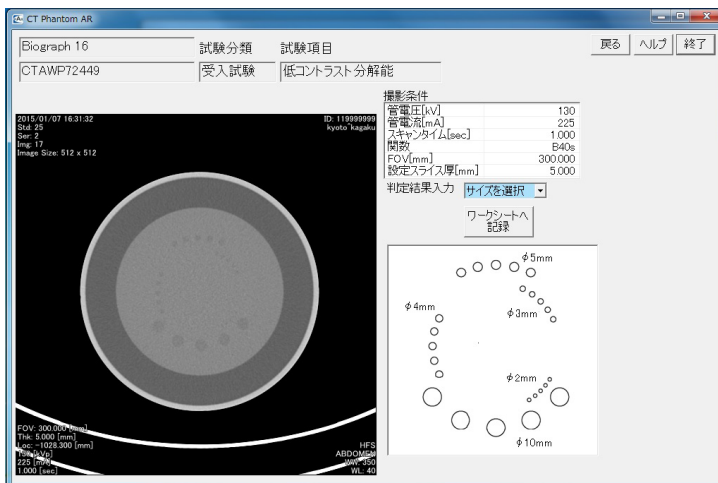 CT Phantom AR
Biograph 16
試験分類
試験項目
戻る
ヘルプ
終了
CTAWP72449
受入試験
低コントラスト分解能
2015/01/07 16:31:32
Std: 25
Ser: 2
Img: 17
Image Size: 512 x 512
ID: 119999999
kyoto^kagaku
撮影条件
管電圧[kV] 130
管電流[mA] 225
スキャンタイム[sec] 1.000
関数 B40s
FOV[mm] 300.000
設定スライス厚[mm] 5.000
判定結果入力
サイズを選択
ワークシートへ
記録
φ5mm
φ4mm
φ3mm
φ2mm
φ10mm
FOV: 300.000 [mm]
Thk: 5.000 [mm]
Loc: -1028.300 [mm]
130 [kVp]
225 [mA]
1.000 [sec]
HFS
ABDOMEN
WW: 350
WL: 40